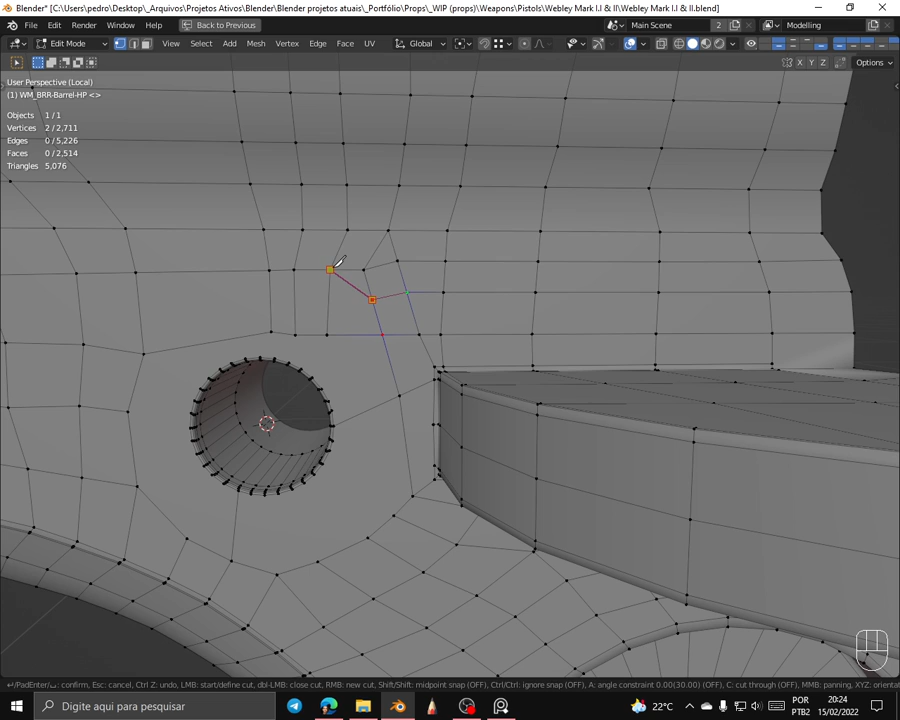 Blender* [C:\Users\pedro\Desktop\_Arquivos\Projetos Ativos\Blender\Blender projetos atuais\_Portfolio\Props\_WIP (props)\Weapons\Pistols\Webley Mark I.I & II\Webley Mark I.I & II.blend]
File Edit Render Window Help Back to Previous Main Scene 2 Modelling
Edit Mode View Select Add Mesh Vertex Edge Face UV Global
X Y Z Options
User Perspective (Local)
(1) WM_BRR-Barrel-HP <>
Objects 1/1
Vertices 2/2,711
Edges 0/5,226
Faces 0/2,514
Triangles 5,076
↵/PadEnter/␣: confirm, Esc: cancel, Ctrl Z: undo, LMB: start/define cut, dbl-LMB: close cut, RMB: new cut, Shift/Shift: midpoint snap (OFF), Ctrl/Ctrl: ignore snap (OFF), A: angle constraint 0.00(30.00) (OFF), C: cut through (OFF), MMB: panning, XYZ: orienta
Digite aqui para pesquisar
22°C
POR
PTB2
20:24
15/02/2022